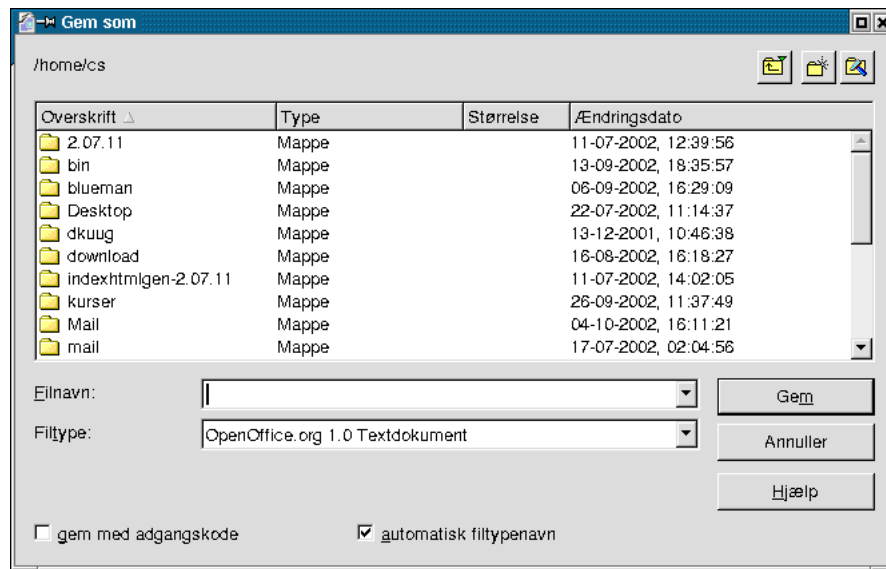 Gem som
/home/cs
Overskrift Type Størrelse Ændringsdato
2.07.11 Mappe 11-07-2002, 12:39:56
bin Mappe 13-09-2002, 18:35:57
blueman Mappe 06-09-2002, 16:29:09
Desktop Mappe 22-07-2002, 11:14:37
dkuug Mappe 13-12-2001, 10:46:38
download Mappe 16-08-2002, 16:18:27
indexhtmlgen-2.07.11 Mappe 11-07-2002, 14:02:05
kurser Mappe 26-09-2002, 11:37:49
Mail Mappe 04-10-2002, 16:11:21
mail Mappe 17-07-2002, 02:04:56
Filnavn: Gem
Filtype: OpenOffice.org 1.0 Textdokument Annuller
Hjælp
gem med adgangskode automatisk filtypenavn